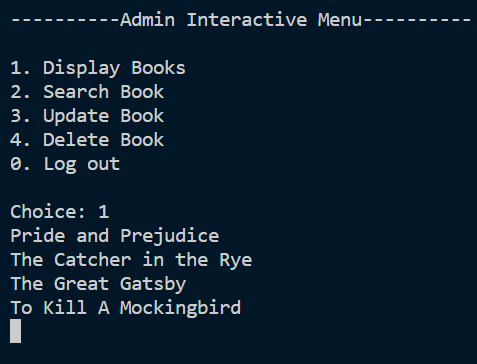 ----------Admin Interactive Menu----------
1. Display Books
2. Search Book
3. Update Book
4. Delete Book
0. Log out
Choice: 1
Pride and Prejudice
The Catcher in the Rye
The Great Gatsby
To Kill A Mockingbird